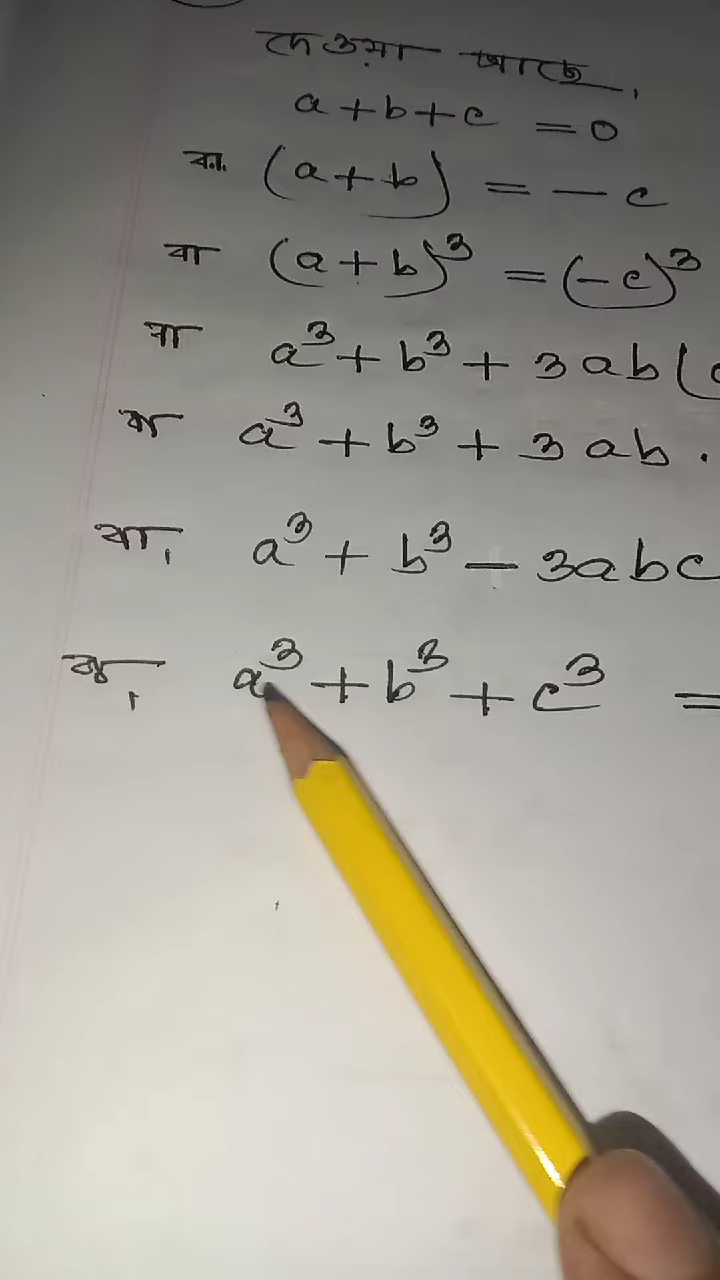 দেওয়া আছে,
a + b + c = 0
বা, (a + b) = - c
বা (a + b)³ = (- c)³
বা a³ + b³ + 3ab(
বা a³ + b³ + 3ab.
বা, a³ + b³ - 3abc
বা, a³ + b³ + c³ =